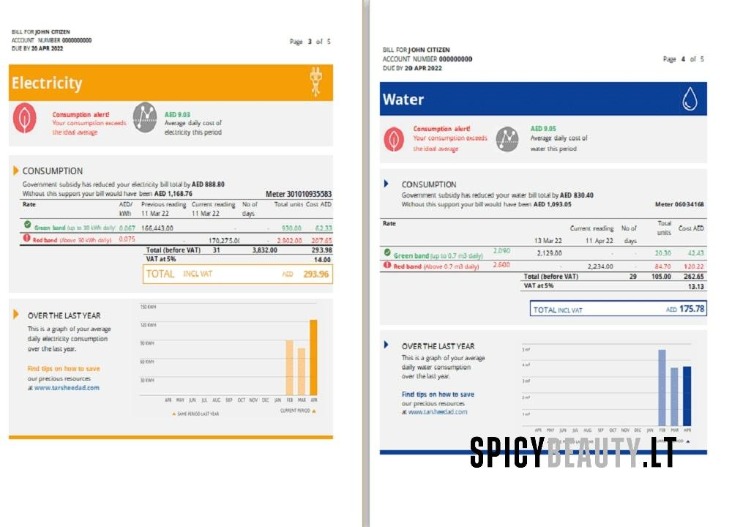 BILL FOR JOHN CITIZEN
ACCOUNT NUMBER 000000000
DUE BY 20 APR 2022
Page 3 of 5
Electricity
Consumption alert!
Your consumption exceeds
the ideal average
AED 9.03
Average daily cost of
electricity this period
CONSUMPTION
Government subsidy has reduced your electricity bill total by AED 888.80
Without this support your bill would have been AED 1,168.76
Meter 301010935583
Rate AED/ kWh Previous reading 11 Mar 22 Current reading 11 Mar 22 No of days Total units Cost AED
Green band (up to 30 kWh daily) 0.067 166,443.00 - 930.00 62.33
Red band (Above 30 kWh daily) 0.075 170,275.0( - 2,902.00 207.65
Total (before VAT) 31 3,832.00 293.98
VAT at 5% 14.00
TOTAL INCL VAT AED 293.96
OVER THE LAST YEAR
This is a graph of your average
daily electricity consumption
over the last year.
Find tips on how to save
our precious resources
at www.tarsheedad.com
APR MAY JUN JUL AUG SEP OCT NOV DEC JAN FEB MAR APR
SAME PERIOD LAST YEAR
CURRENT PERIOD
BILL FOR JOHN CITIZEN
ACCOUNT NUMBER 000000000
DUE BY 20 APR 2022
Page 4 of 5
Water
Consumption alert!
Your consumption exceeds
the ideal average
AED 9.05
Average daily cost of
water this period
CONSUMPTION
Government subsidy has reduced your water bill total by AED 830.40
Without this support your bill would have been AED 1,093.05
Meter 06034168
Rate 13 Mar 22 Current reading 11 Apr 22 No of days Total units Cost AED
Green band (up to 0.7 m3 daily) 2.090 2,129.00 - - 20.30 42.43
Red band (Above 0.7 m3 daily) 2.600 2,234.00 - 84.70 120.22
Total (before VAT) 29 105.00 262.65
VAT at 5% 13.13
TOTAL INCL VAT AED 175.78
OVER THE LAST YEAR
This is a graph of your average
daily water consumption
over the last year.
Find tips on how to save
our precious resources
at www.tarsheedad.com
APR MAY JUN JUL AUG SEP OCT NOV DEC JAN FEB MAR APR
SPICYBEAUTY.LT